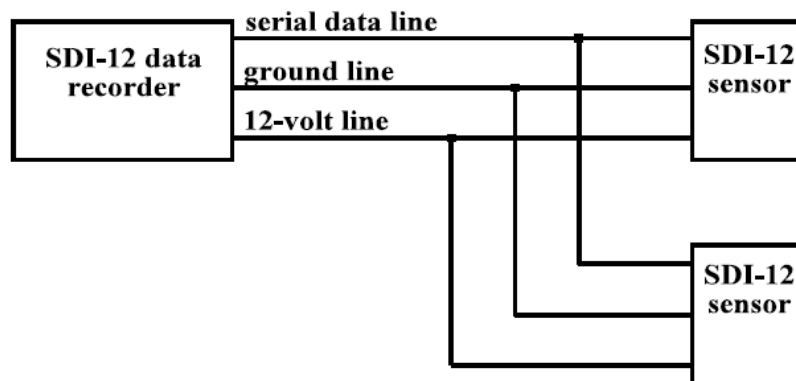 SDI-12 data
recorder
serial data line
ground line
12-volt line
SDI-12
sensor
SDI-12
sensor